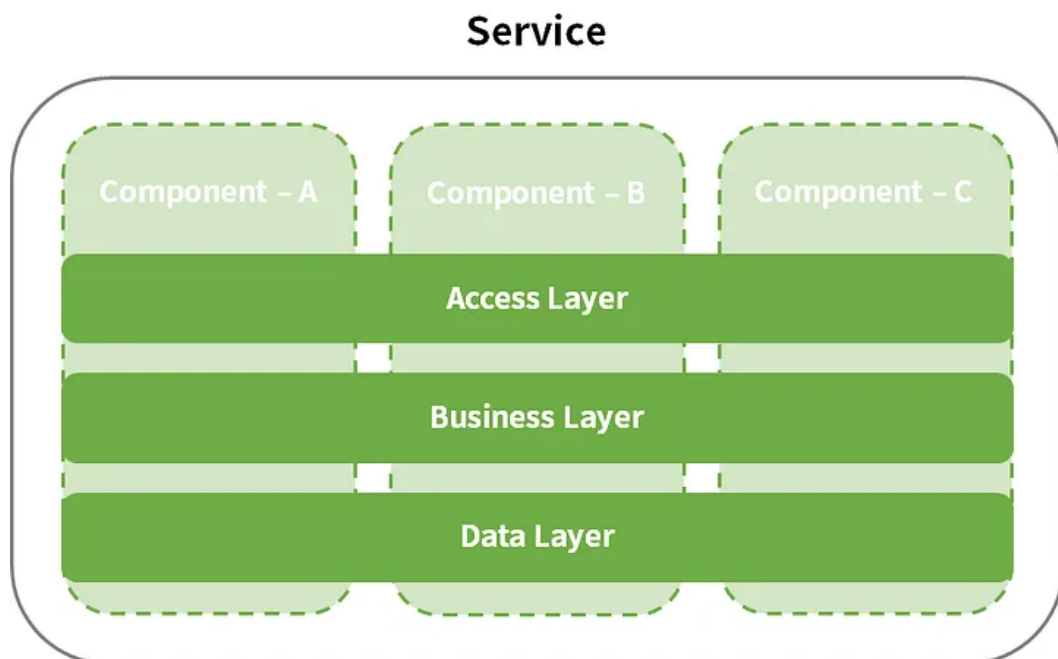 Service
Component – A
Component – B
Component – C
Access Layer
Business Layer
Data Layer